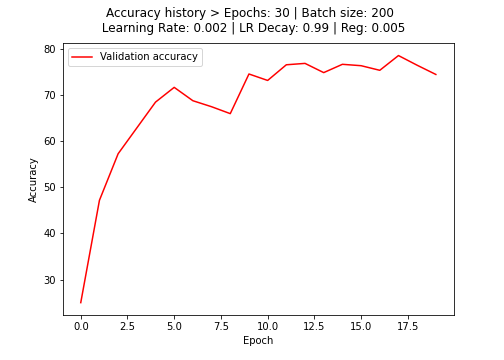 Accuracy history > Epochs: 30 | Batch size: 200
Learning Rate: 0.002 | LR Decay: 0.99 | Reg: 0.005
Validation accuracy
80
70
60
50
40
30
Accuracy
0.0 2.5 5.0 7.5 10.0 12.5 15.0 17.5
Epoch